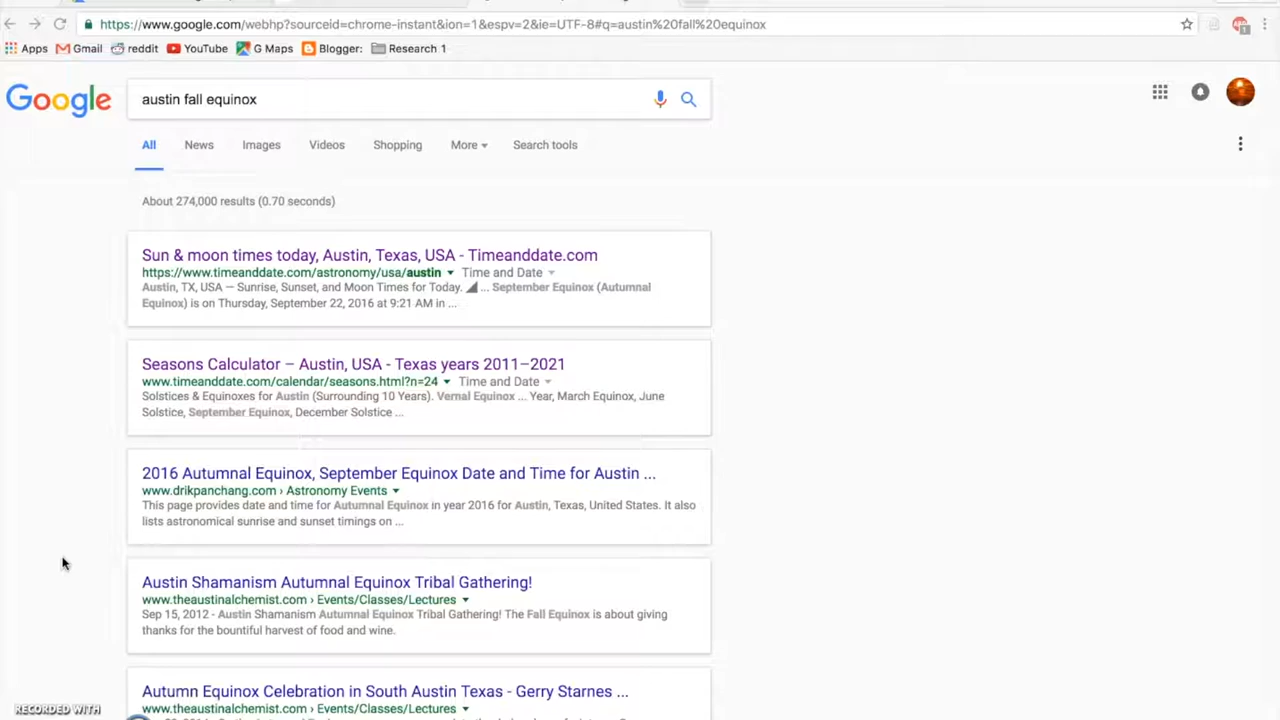 https://www.google.com/webhp?sourceid=chrome-instant&ion=1&espv=2&ie=UTF-8#q=austin%20fall%20equinox
Apps Gmail reddit YouTube G Maps Blogger: Research 1
Google austin fall equinox
All News Images Videos Shopping More Search tools
About 274,000 results (0.70 seconds)
Sun & moon times today, Austin, Texas, USA - Timeanddate.com
https://www.timeanddate.com/astronomy/usa/austin Time and Date
Austin, TX, USA — Sunrise, Sunset, and Moon Times for Today. ... September Equinox (Autumnal
Equinox) is on Thursday, September 22, 2016 at 9:21 AM in ...
Seasons Calculator – Austin, USA - Texas years 2011–2021
www.timeanddate.com/calendar/seasons.html?n=24 Time and Date
Solstices & Equinoxes for Austin (Surrounding 10 Years). Vernal Equinox ... Year, March Equinox, June
Solstice, September Equinox, December Solstice ...
2016 Autumnal Equinox, September Equinox Date and Time for Austin ...
www.drikpanchang.com › Astronomy Events
This page provides date and time for Autumnal Equinox in year 2016 for Austin, Texas, United States. It also
lists astronomical sunrise and sunset timings on ...
Austin Shamanism Autumnal Equinox Tribal Gathering!
www.theaustinalchemist.com › Events/Classes/Lectures
Sep 15, 2012 - Austin Shamanism Autumnal Equinox Tribal Gathering! The Fall Equinox is about giving
thanks for the bountiful harvest of food and wine.
Autumn Equinox Celebration in South Austin Texas - Gerry Starnes ...
www.theaustinalchemist.com › Events/Classes/Lectures
RECORDED WITH